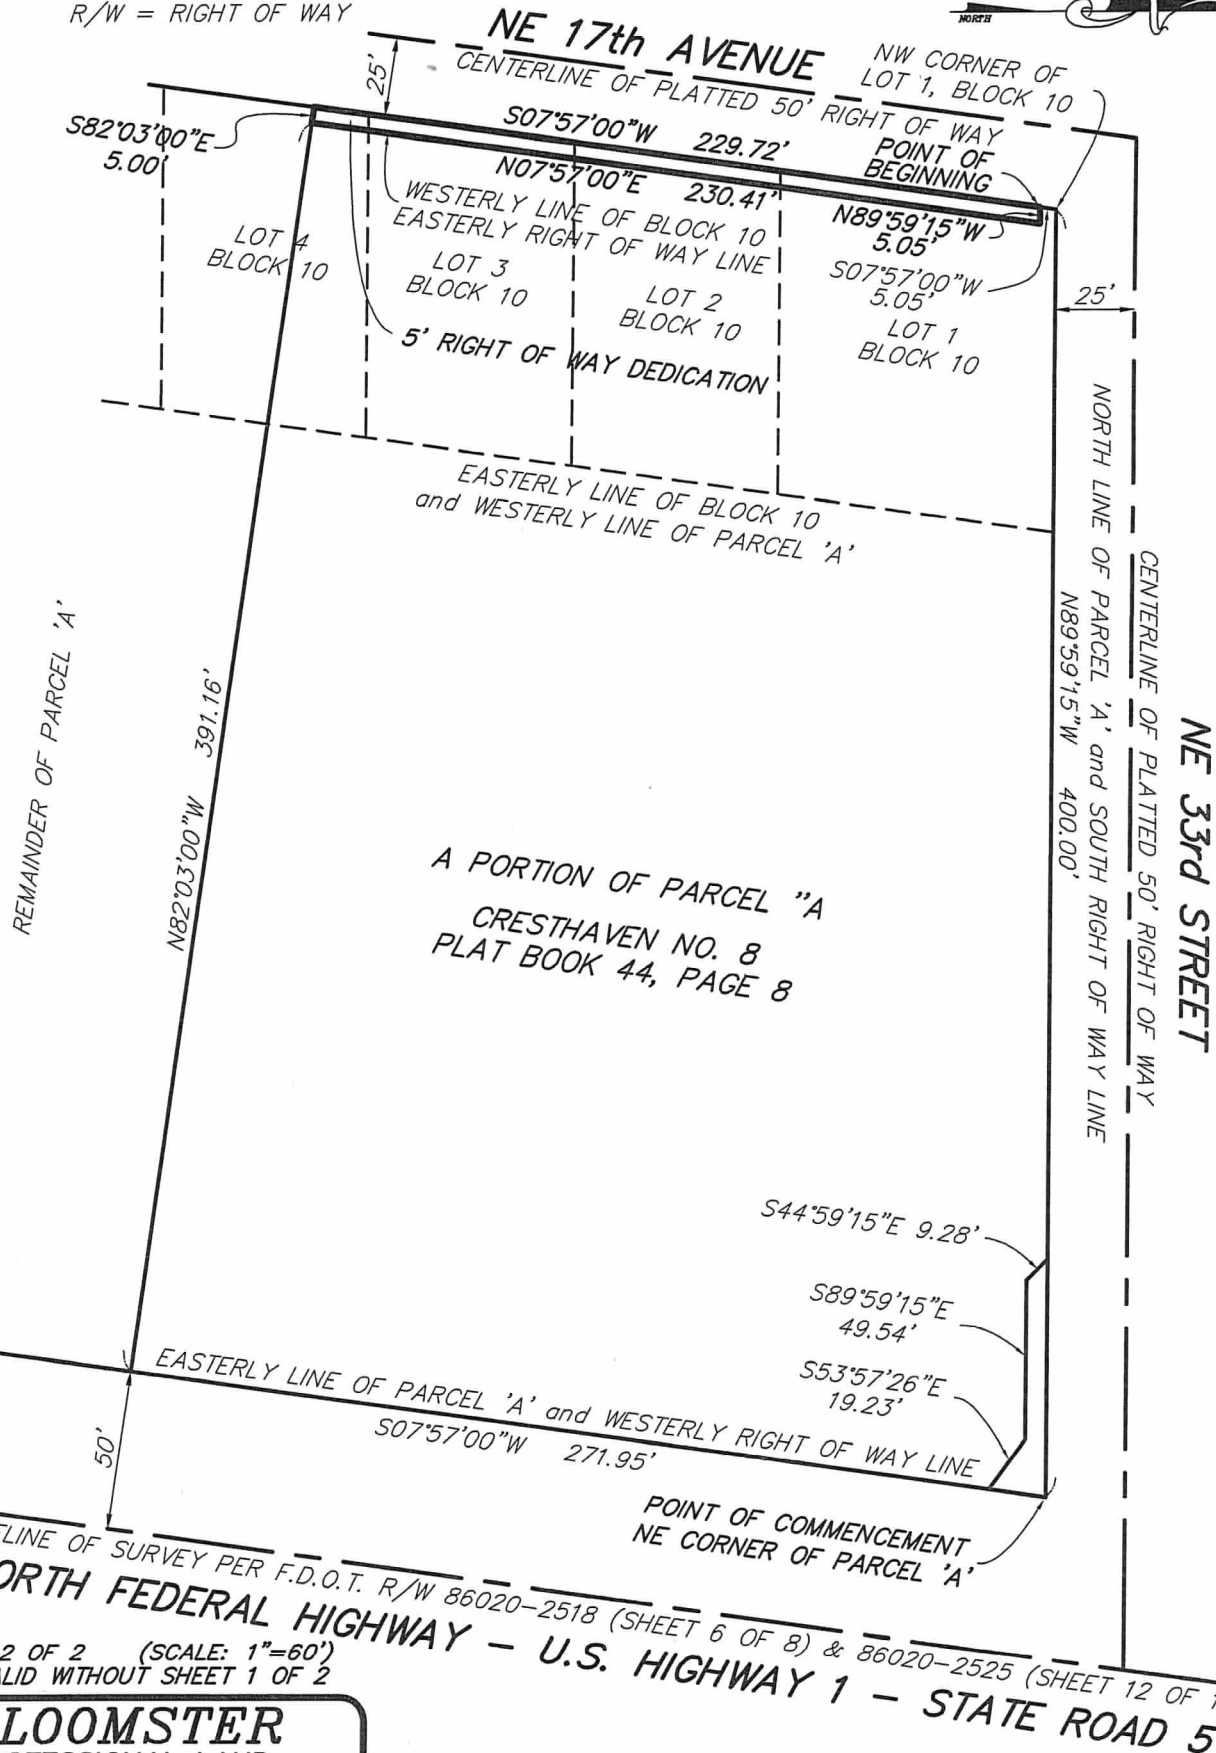 R/W = RIGHT OF WAY
NORTH
NE 17th AVENUE
CENTERLINE OF PLATTED 50' RIGHT OF WAY
25'
NW CORNER OF
LOT 1, BLOCK 10
S82°03'00"E
5.00'
S07°57'00"W 229.72'
POINT OF
BEGINNING
N07°57'00"E 230.41'
WESTERLY LINE OF BLOCK 10
EASTERLY RIGHT OF WAY LINE
N89°59'15"W
5.05'
S07°57'00"W
5.05'
25'
LOT 4
BLOCK 10
LOT 3
BLOCK 10
LOT 2
BLOCK 10
LOT 1
BLOCK 10
5' RIGHT OF WAY DEDICATION
EASTERLY LINE OF BLOCK 10
and WESTERLY LINE OF PARCEL 'A'
NORTH LINE OF PARCEL 'A' and SOUTH RIGHT OF WAY LINE
N89°59'15"W 400.00'
CENTERLINE OF PLATTED 50' RIGHT OF WAY
NE 33rd STREET
REMAINDER OF PARCEL 'A'
N82°03'00"W 391.16'
A PORTION OF PARCEL "A
CRESTHAVEN NO. 8
PLAT BOOK 44, PAGE 8
S44°59'15"E 9.28'
S89°59'15"E
49.54'
S53°57'26"E
19.23'
EASTERLY LINE OF PARCEL 'A' and WESTERLY RIGHT OF WAY LINE
S07°57'00"W 271.95'
50'
POINT OF COMMENCEMENT
NE CORNER OF PARCEL 'A'
ELINE OF SURVEY PER F.D.O.T. R/W 86020-2518 (SHEET 6 OF 8) & 86020-2525 (SHEET 12 OF 1
ORTH FEDERAL HIGHWAY - U.S. HIGHWAY 1 - STATE ROAD 5
2 OF 2 (SCALE: 1"=60')
ALID WITHOUT SHEET 1 OF 2
LOOMSTER